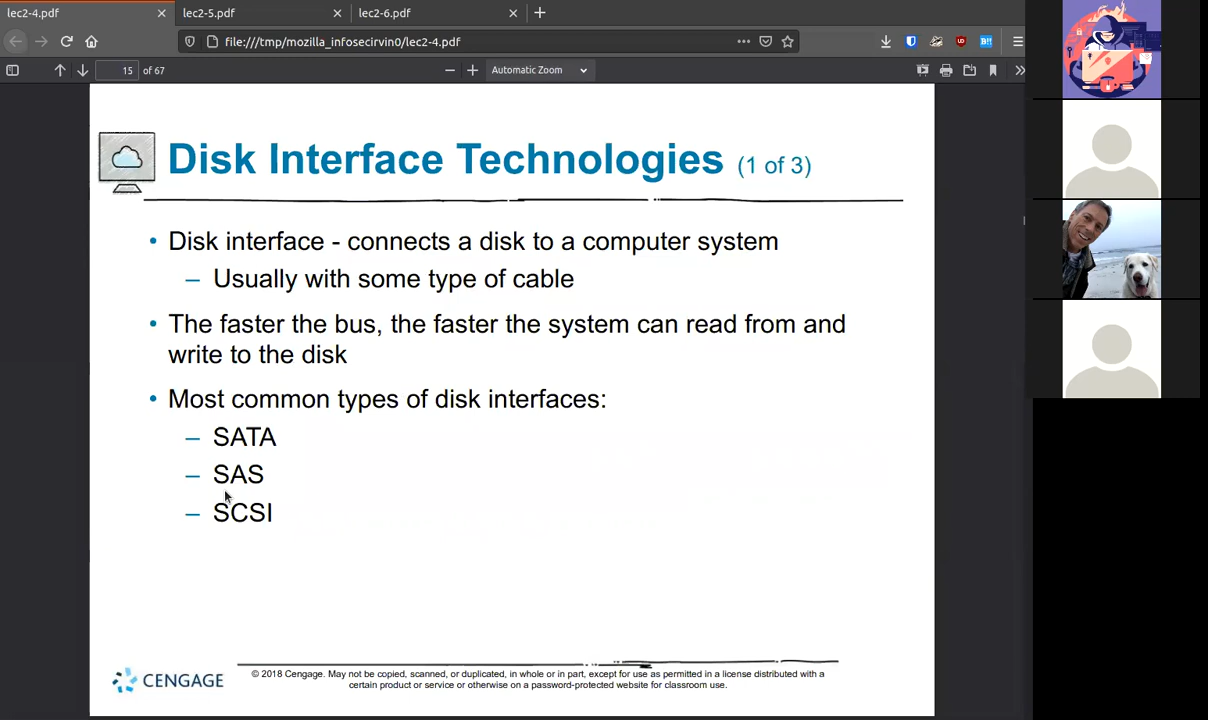 lec2-4.pdf
lec2-5.pdf
lec2-6.pdf
file:///tmp/mozilla_infosecirvin0/lec2-4.pdf
15 of 67
Automatic Zoom
Disk Interface Technologies (1 of 3)
• Disk interface - connects a disk to a computer system
– Usually with some type of cable
• The faster the bus, the faster the system can read from and
write to the disk
• Most common types of disk interfaces:
– SATA
– SAS
– SCSI
CENGAGE
© 2018 Cengage. May not be copied, scanned, or duplicated, in whole or in part, except for use as permitted in a license distributed with a
certain product or service or otherwise on a password-protected website for classroom use.